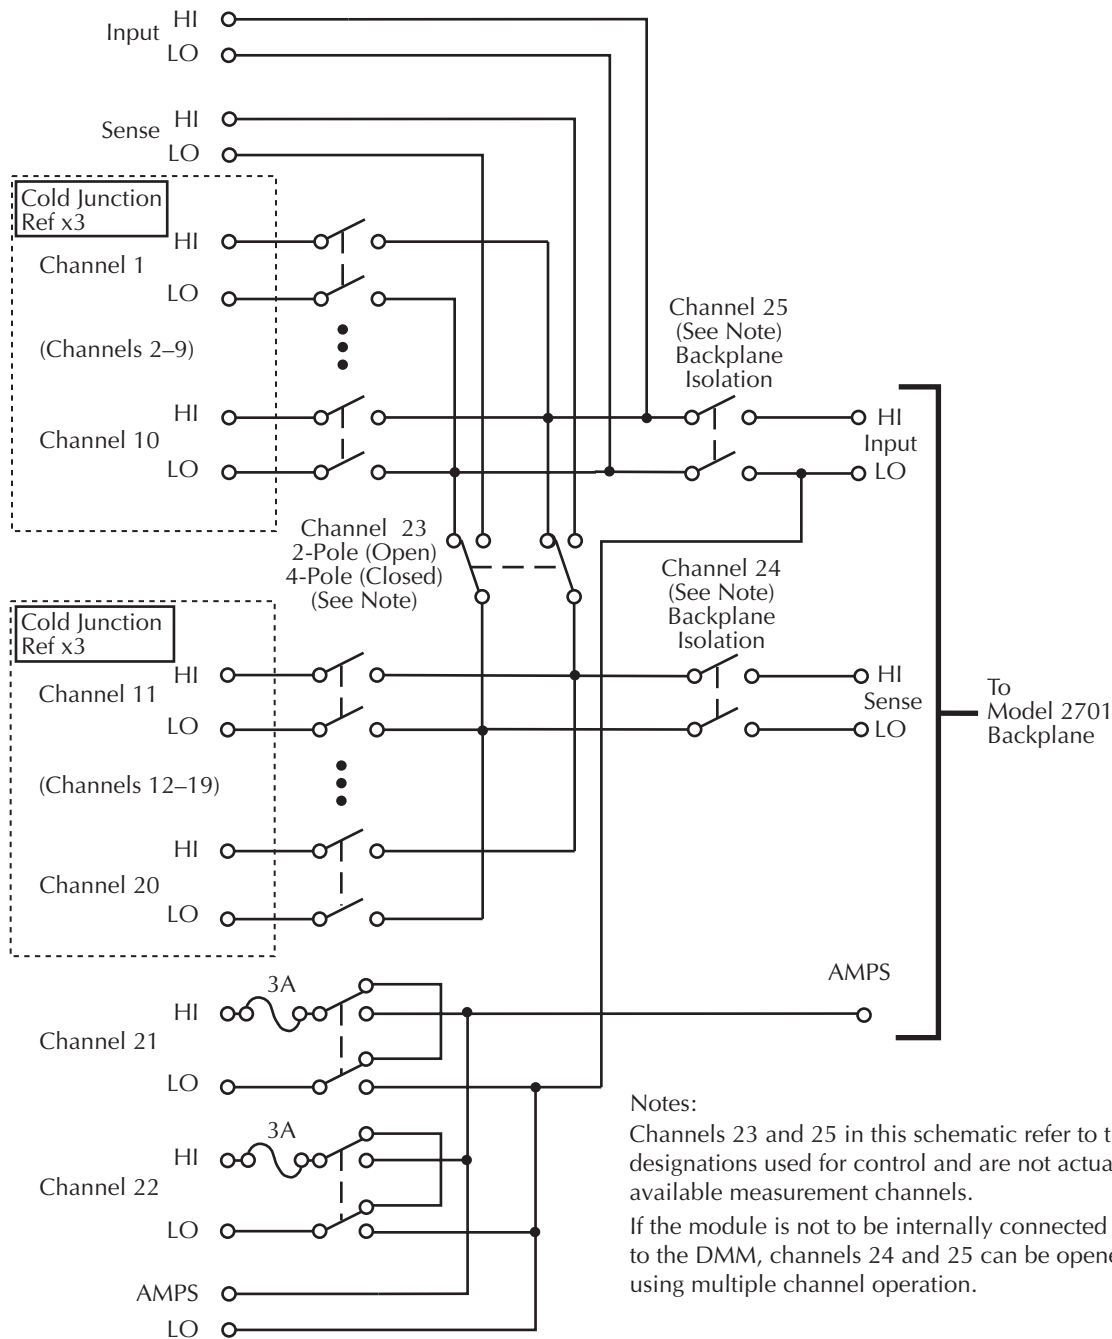 Input HI
LO
Sense HI
LO
Cold Junction
Ref x3
HI
Channel 1
LO
(Channels 2–9)
HI
Channel 10
LO
Channel 25
(See Note)
Backplane
Isolation
HI
Input
LO
Channel 23
2-Pole (Open)
4-Pole (Closed)
(See Note)
Channel 24
(See Note)
Backplane
Isolation
Cold Junction
Ref x3
HI
Channel 11
LO
(Channels 12–19)
HI
Channel 20
LO
HI
Sense
LO
To
Model 2701
Backplane
AMPS
3A
HI
Channel 21
LO
3A
HI
Channel 22
LO
AMPS
LO
Notes:
Channels 23 and 25 in this schematic refer to
designations used for control and are not
available measurement channels.
If the module is not to be internally connected
to the DMM, channels 24 and 25 can be
using multiple channel operation.